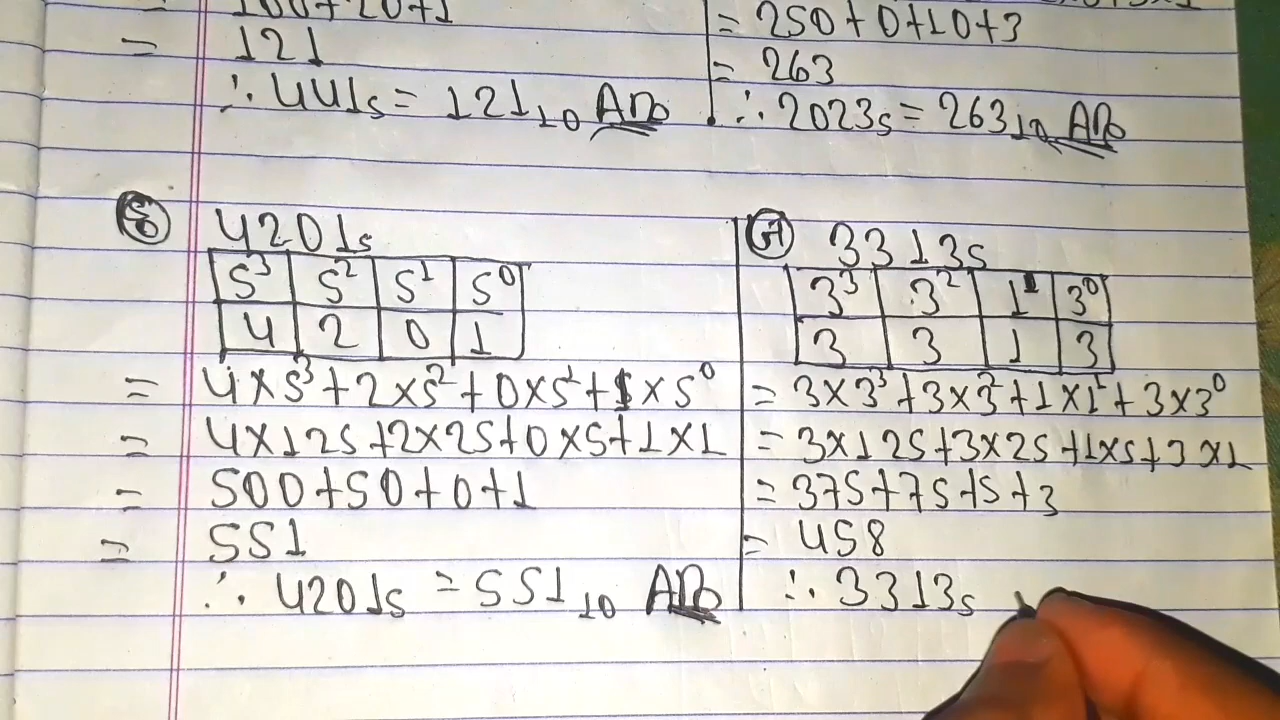 100+20+1
= 121
∴ 441₅ = 121₁₀ Ans
= 250+0+10+3
= 263
∴ 2023₅ = 263₁₀ Ans
4201₅
5³ 5² 5¹ 5⁰
4 2 0 1
= 4×5³+2×5²+0×5¹+1×5⁰
= 4×125+2×25+0×5+1×1
= 500+50+0+1
= 551
∴ 4201₅ = 551₁₀ Ans
3313₅
3³ 3² 1¹ 3⁰
3 3 1 3
= 3×3³+3×3²+1×1¹+3×3⁰
= 3×125+3×25+1×5+3×1
= 375+75+5+3
= 458
∴ 3313₅